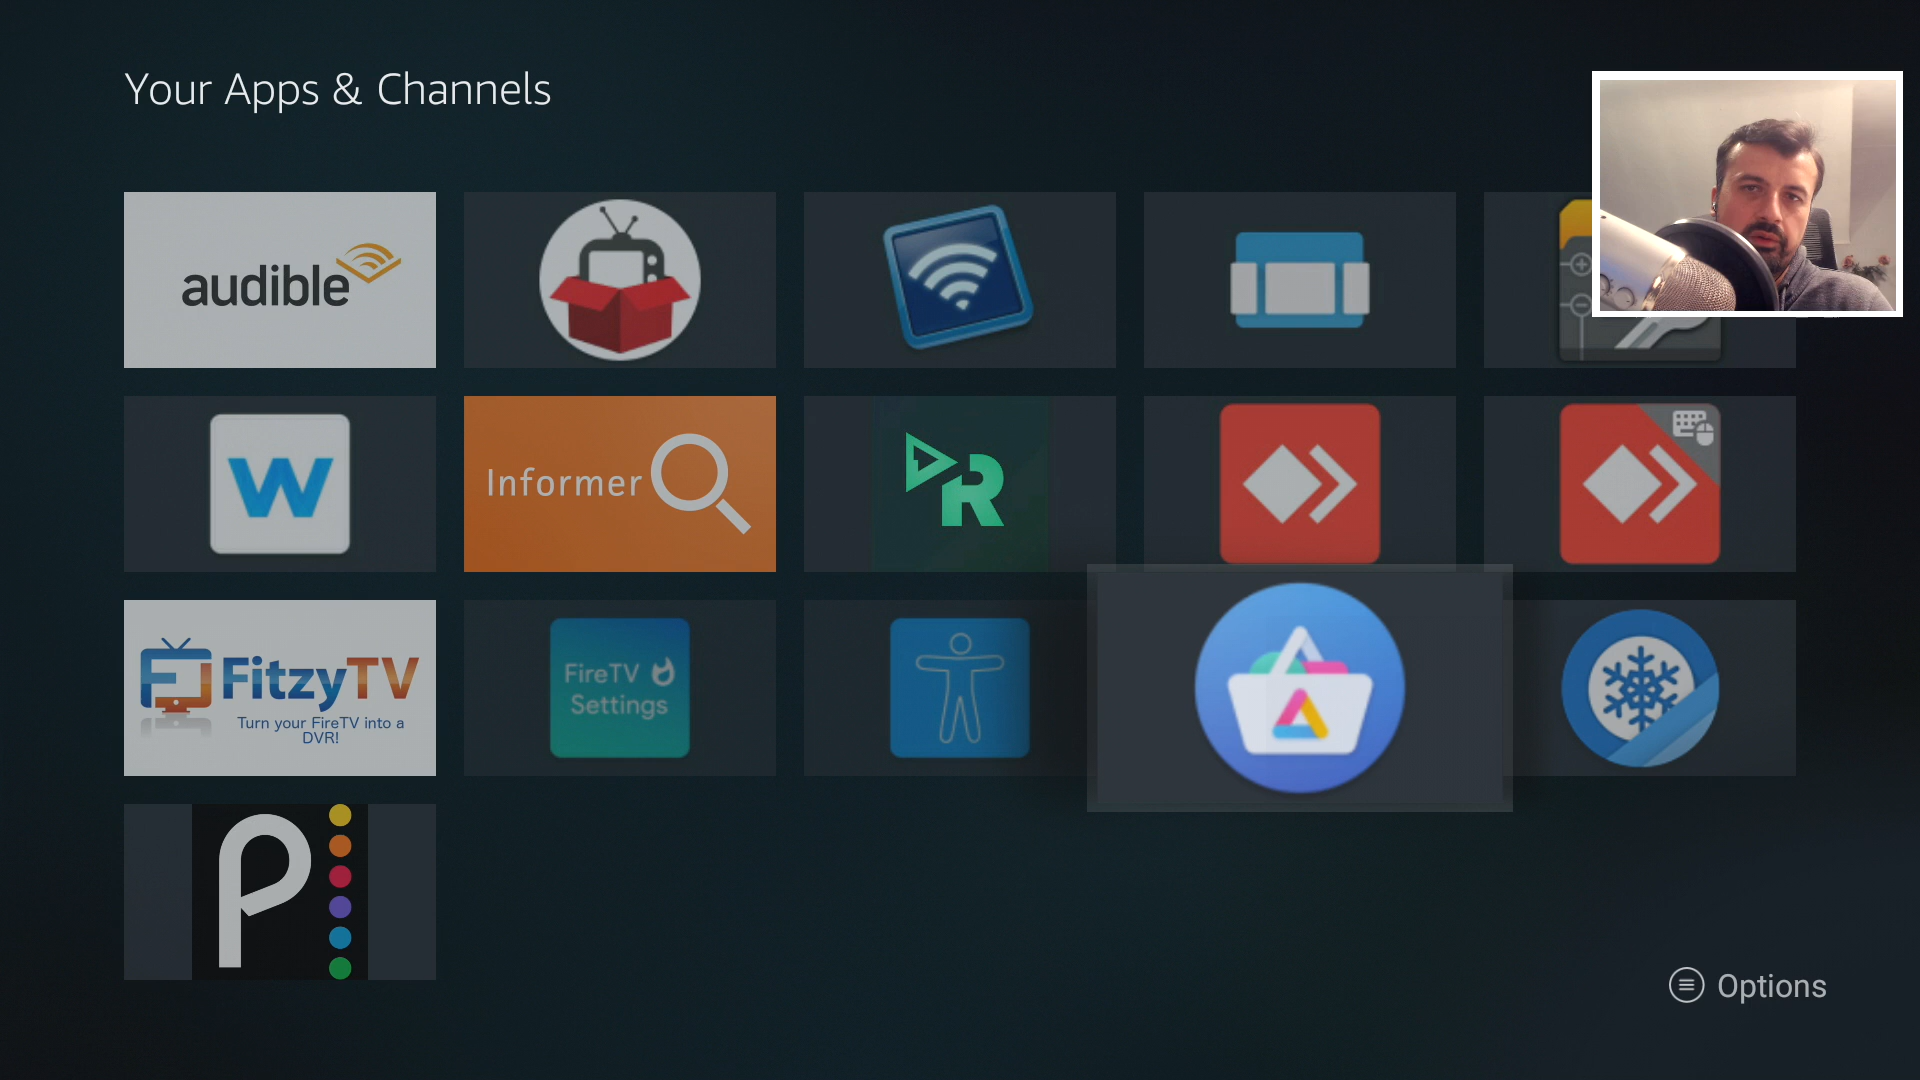 Your Apps & Channels
audible
W
Informer
R
FitzyTV
Turn your FireTV into a
DVR!
FireTV
Settings
P
Options